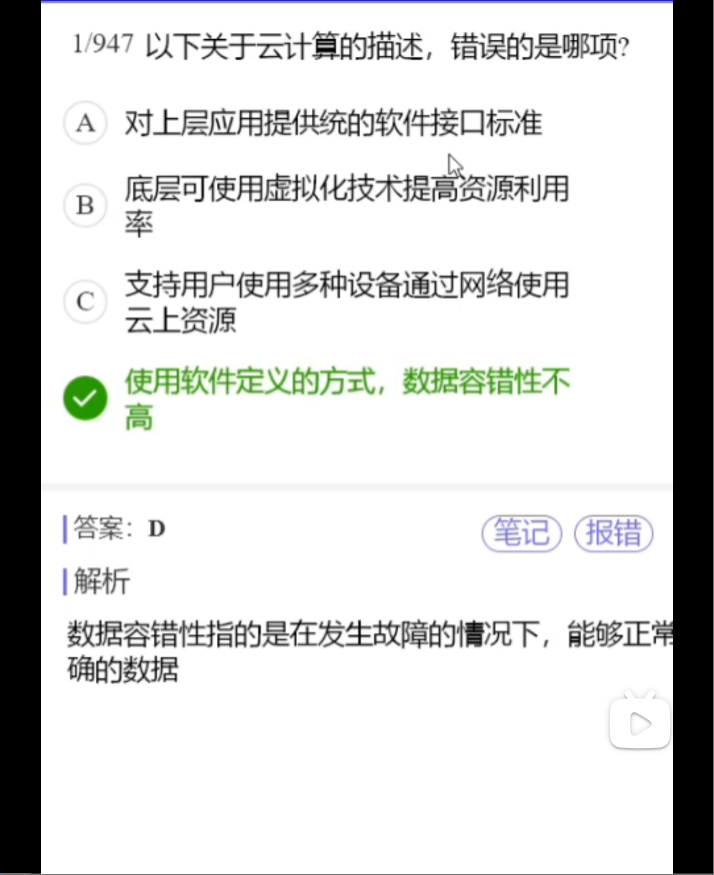 1/947 以下关于云计算的描述，错误的是哪项?
A 对上层应用提供统的软件接口标准
B 底层可使用虚拟化技术提高资源利用
率
C 支持用户使用多种设备通过网络使用
云上资源
使用软件定义的方式，数据容错性不
高
答案：D 笔记 报错
解析
数据容错性指的是在发生故障的情况下，能够正常
确的数据